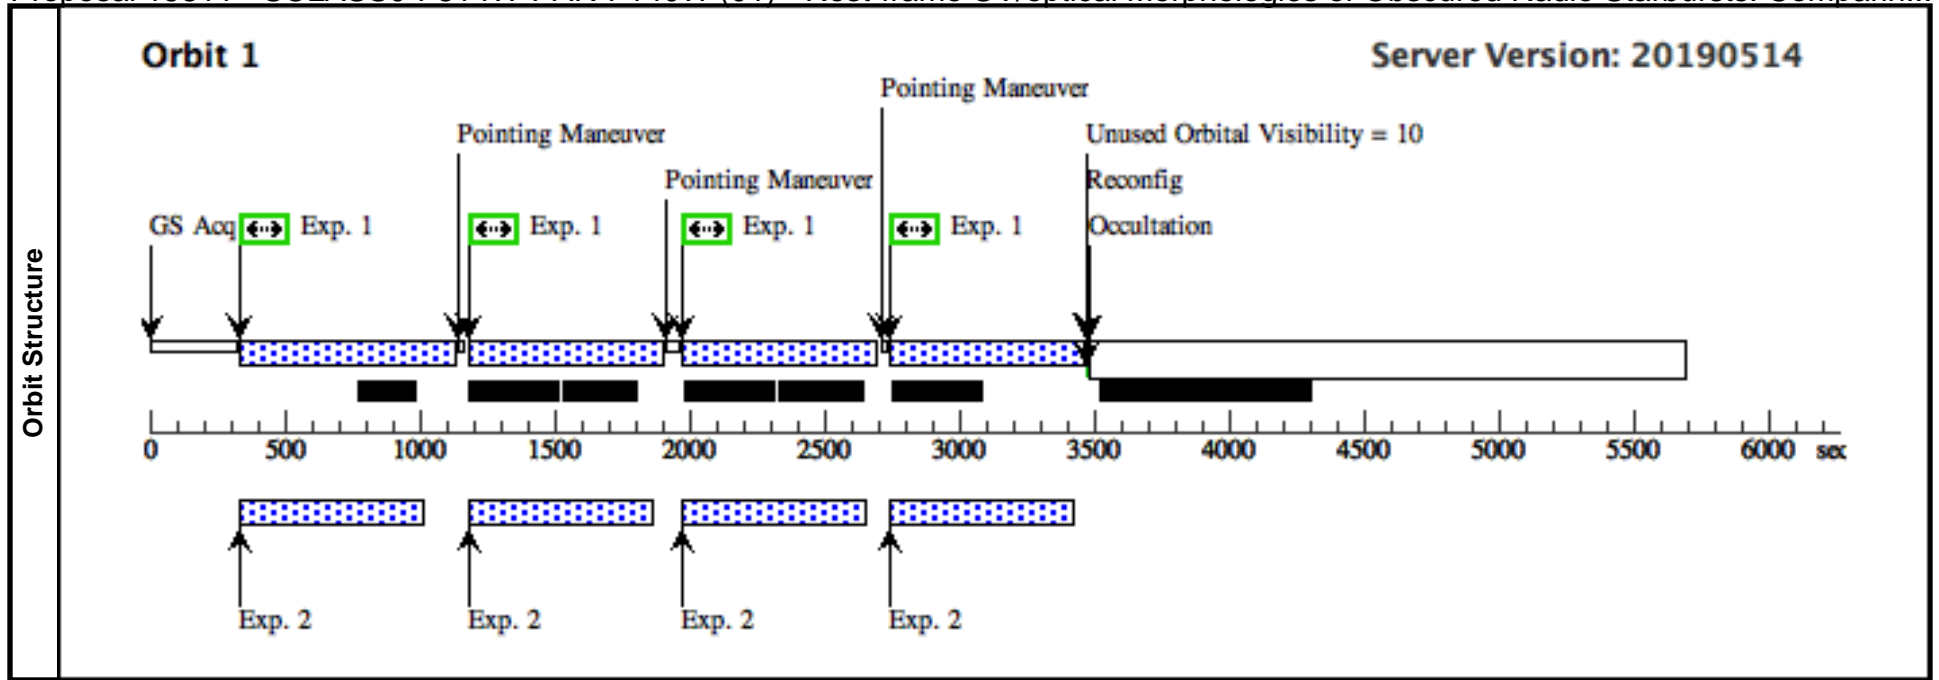 Orbit 1
Server Version: 20190514
Pointing Maneuver
Pointing Maneuver
Unused Orbital Visibility = 10
Pointing Maneuver
Reconfig
GS Acq
Exp. 1
Exp. 1
Exp. 1
Exp. 1
Occultation
Orbit Structure
0 500 1000 1500 2000 2500 3000 3500 4000 4500 5000 5500 6000 sec
Exp. 2
Exp. 2
Exp. 2
Exp. 2